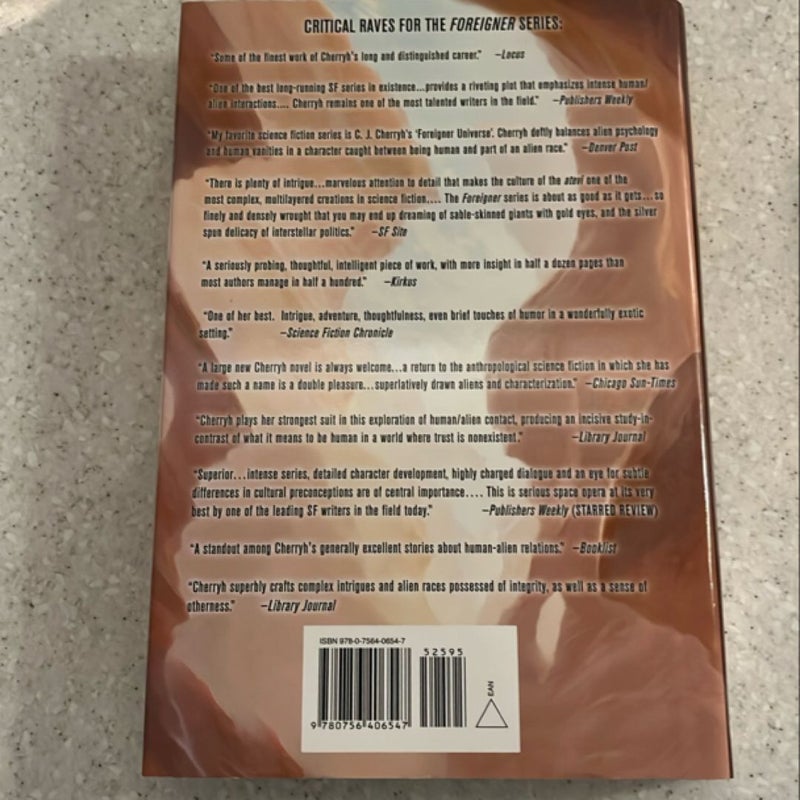 CRITICAL RAVES FOR THE FOREIGNER SERIES:
"Some of the finest work of Cherryh's long and distinguished career." —Locus
"One of the best long-running SF series in existence...provides a riveting plot that emphasizes intense human/
alien interactions.... Cherryh remains one of the most talented writers in the field." —Publishers Weekly
"My favorite science fiction series is C. J. Cherryh's 'Foreigner Universe'. Cherryh deftly balances alien psychology
and human vanities in a character caught between being human and part of an alien race." —Denver Post
"There is plenty of intrigue...marvelous attention to detail that makes the culture of the atevi one of the
most complex, multilayered creations in science fiction.... The Foreigner series is about as good as it gets...so
finely and densely wrought that you may end up dreaming of sable-skinned giants with gold eyes, and the silver
spun delicacy of interstellar politics." —SF Site
"A seriously probing, thoughtful, intelligent piece of work, with more insight in half a dozen pages than
most authors manage in half a hundred." —Kirkus
"One of her best. Intrigue, adventure, thoughtfulness, even brief touches of humor in a wonderfully exotic
setting." —Science Fiction Chronicle
"A large new Cherryh novel is always welcome...a return to the anthropological science fiction in which she has
made such a name is a double pleasure...superlatively drawn aliens and characterization." —Chicago Sun-Times
"Cherryh plays her strongest suit in this exploration of human/alien contact, producing an incisive study-in-
contrast of what it means to be human in a world where trust is nonexistent." —Library Journal
"Superior...intense series, detailed character development, highly charged dialogue and an eye for subtle
differences in cultural preconceptions are of central importance.... This is serious space opera at its very
best by one of the leading SF writers in the field today." —Publishers Weekly (STARRED REVIEW)
"A standout among Cherryh's generally excellent stories about human-alien relations." —Booklist
"Cherryh superbly crafts complex intrigues and alien races possessed of integrity, as well as a sense of
otherness." —Library Journal
ISBN 978-0-7564-0654-7
52595
EAN
9 780756 406547